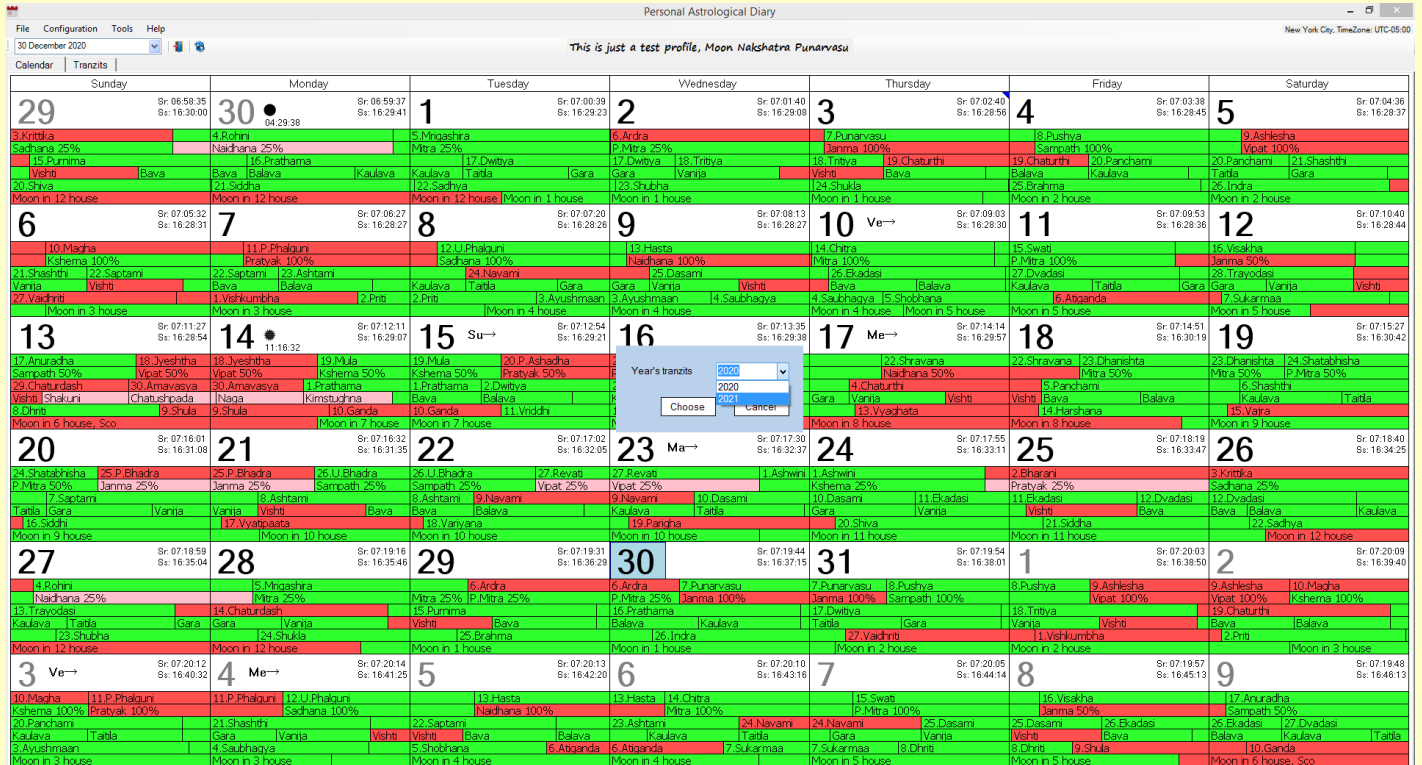 Personal Astrological Diary
File Configuration Tools Help
New York City, TimeZone: UTC-05:00
30 December 2020
This is just a test profile, Moon Nakshatra Punarvasu
Calendar Tranzits
Sunday Monday Tuesday Wednesday Thursday Friday Saturday
29 Sr: 06:58:35 30 Sr: 06:59:37 1 Sr: 07:00:39 2 Sr: 07:01:40 3 Sr: 07:02:40 4 Sr: 07:03:38 5 Sr: 07:04:36
Ss: 16:30:00 04:29:38 Ss: 16:29:41 Ss: 16:29:23 Ss: 16:29:08 Ss: 16:28:56 Ss: 16:28:45 Ss: 16:28:37
3.Krittika 4.Rohini 5.Mrigashira 6.Ardra 7.Punarvasu 8.Pushya 9.Ashlesha
Sadhana 25% Naidhana 25% Mitra 25% P.Mitra 25% Janma 100% Sampath 100% Vipat 100%
15.Purnima 16.Prathama 17.Dwitiya 17.Dwitiya 18.Tritiya 18.Tritiya 19.Chaturthi 19.Chaturthi 20.Panchami 20.Panchami 21.Shashthi
Vishti Bava Bava Balava Kaulava Kaulava Taitila Gara Gara Vanija Vishti Bava Balava Kaulava Taitila Gara
20.Shiva 21.Siddha 22.Sadhya 23.Shubha 24.Shukla 25.Brahma 26.Indra
Moon in 12 house Moon in 12 house Moon in 12 house Moon in 1 house Moon in 1 house Moon in 1 house Moon in 2 house Moon in 2 house
6 Sr: 07:05:32 7 Sr: 07:06:27 8 Sr: 07:07:20 9 Sr: 07:08:13 10 Ve→ Sr: 07:09:03 11 Sr: 07:09:53 12 Sr: 07:10:40
Ss: 16:28:31 Ss: 16:28:27 Ss: 16:28:26 Ss: 16:28:27 Ss: 16:28:30 Ss: 16:28:36 Ss: 16:28:44
10.Magha 11.P.Phalguni 12.U.Phalguni 13.Hasta 14.Chitra 15.Swati 16.Visakha
Kshema 100% Pratyak 100% Sadhana 100% Naidhana 100% Mitra 100% P.Mitra 100% Janma 50%
21.Shashthi 22.Saptami 22.Saptami 23.Ashtami 24.Navami 25.Dasami 26.Ekadasi 27.Dvadasi 28.Trayodasi
Vanija Vishti Bava Balava Kaulava Taitila Gara Gara Vanija Vishti Bava Balava Kaulava Taitila Gara Gara Vanija Vishti
27.Vaidhriti 1.Vishkumbha 2.Priti 2.Priti 3.Ayushmaan 3.Ayushmaan 4.Saubhagya 4.Saubhagya 5.Shobhana 6.Atiganda 7.Sukarmaa
Moon in 3 house Moon in 3 house Moon in 4 house Moon in 4 house Moon in 4 house Moon in 5 house Moon in 5 house
13 Sr: 07:11:27 14 Sr: 07:12:11 15 Su→ Sr: 07:12:54 16 Sr: 07:13:35 17 Me→ Sr: 07:14:14 18 Sr: 07:14:51 19 Sr: 07:15:27
Ss: 16:28:54 11:16:32 Ss: 16:29:07 Ss: 16:29:21 Ss: 16:29:38 Ss: 16:29:57 Ss: 16:30:19 Ss: 16:30:42
17.Anuradha 18.Jyeshtha 18.Jyeshtha 19.Mula 19.Mula 20.P.Ashadha 22.Shravana 22.Shravana 23.Dhanishta 23.Dhanishta 24.Shatabhisha
Sampath 50% Vipat 50% Vipat 50% Kshema 50% Kshema 50% Pratyak 50% Naidhana 50% Mitra 50% Mitra 50% P.Mitra 50%
29.Chaturdash 30.Amavasya 30.Amavasya 1.Prathama 1.Prathama 2.Dwitiya 4.Chaturthi 5.Panchami 6.Shashthi
Vishti Shakuni Chatushpada Naga Kimstughna Bava Balava Gara Vanija Vishti Vishti Bava Balava Kaulava Taitila
8.Dhriti 9.Shula 9.Shula 10.Ganda 10.Ganda 11.Vriddhi 13.Vyaghata 14.Harshana 15.Vajra
Moon in 6 house, Sco Moon in 7 house Moon in 7 house Moon in 8 house Moon in 8 house Moon in 9 house
Year's tranzits 2020
2020
2021
Choose Cancel
20 Sr: 07:16:01 21 Sr: 07:16:32 22 Sr: 07:17:02 23 Ma→ Sr: 07:17:30 24 Sr: 07:17:55 25 Sr: 07:18:19 26 Sr: 07:18:40
Ss: 16:31:08 Ss: 16:31:35 Ss: 16:32:05 Ss: 16:32:37 Ss: 16:33:11 Ss: 16:33:47 Ss: 16:34:25
24.Shatabhisha 25.P.Bhadra 25.P.Bhadra 26.U.Bhadra 26.U.Bhadra 27.Revati 27.Revati 1.Ashwini 1.Ashwini 2.Bharani 3.Krittika
P.Mitra 50% Janma 25% Janma 25% Sampath 25% Sampath 25% Vipat 25% Vipat 25% Kshema 25% Pratyak 25% Sadhana 25%
7.Saptami 8.Ashtami 8.Ashtami 9.Navami 9.Navami 10.Dasami 10.Dasami 11.Ekadasi 11.Ekadasi 12.Dvadasi 12.Dvadasi
Taitila Gara Vanija Vanija Vishti Bava Bava Balava Kaulava Taitila Gara Vanija Vishti Bava Bava Balava Kaulava
16.Siddhi 17.Vyatipaata 18.Variyana 19.Parigha 20.Shiva 21.Siddha 22.Sadhya
Moon in 9 house Moon in 10 house Moon in 10 house Moon in 10 house Moon in 11 house Moon in 11 house Moon in 12 house
27 Sr: 07:18:59 28 Sr: 07:19:16 29 Sr: 07:19:31 30 Sr: 07:19:44 31 Sr: 07:19:54 1 Sr: 07:20:03 2 Sr: 07:20:09
Ss: 16:35:04 Ss: 16:35:46 Ss: 16:36:29 Ss: 16:37:15 Ss: 16:38:01 Ss: 16:38:50 Ss: 16:39:40
4.Rohini 5.Mrigashira 6.Ardra 6.Ardra 7.Punarvasu 7.Punarvasu 8.Pushya 8.Pushya 9.Ashlesha 9.Ashlesha 10.Magha
Naidhana 25% Mitra 25% Mitra 25% P.Mitra 25% P.Mitra 25% Janma 100% Janma 100% Sampath 100% Vipat 100% Vipat 100% Kshema 100%
13.Trayodasi 14.Chaturdash 15.Purnima 16.Prathama 17.Dwitiya 18.Tritiya 19.Chaturthi
Kaulava Taitila Gara Gara Vanija Vishti Bava Balava Kaulava Taitila Gara Vanija Vishti Bava Balava
23.Shubha 24.Shukla 25.Brahma 26.Indra 27.Vaidhriti 1.Vishkumbha 2.Priti
Moon in 12 house Moon in 12 house Moon in 1 house Moon in 1 house Moon in 2 house Moon in 2 house Moon in 3 house
3 Ve→ Sr: 07:20:12 4 Me→ Sr: 07:20:14 5 Sr: 07:20:13 6 Sr: 07:20:10 7 Sr: 07:20:05 8 Sr: 07:19:57 9 Sr: 07:19:48
Ss: 16:40:32 Ss: 16:41:25 Ss: 16:42:20 Ss: 16:43:16 Ss: 16:44:14 Ss: 16:45:13 Ss: 16:46:13
10.Magha 11.P.Phalguni 11.P.Phalguni 12.U.Phalguni 13.Hasta 13.Hasta 14.Chitra 15.Swati 16.Visakha 17.Anuradha
Kshema 100% Pratyak 100% Sadhana 100% Naidhana 100% Mitra 100% P.Mitra 100% Janma 50% Sampath 50%
20.Panchami 21.Shashthi 22.Saptami 23.Ashtami 24.Navami 24.Navami 25.Dasami 25.Dasami 26.Ekadasi 26.Ekadasi 27.Dvadasi
Kaulava Taitila Gara Vanija Vishti Vishti Bava Balava Kaulava Taitila Gara Vanija Vishti Bava Balava Kaulava Taitila
3.Ayushmaan 4.Saubhagya 5.Shobhana 6.Atiganda 6.Atiganda 7.Sukarmaa 7.Sukarmaa 8.Dhriti 8.Dhriti 9.Shula 10.Ganda
Moon in 3 house Moon in 3 house Moon in 4 house Moon in 4 house Moon in 5 house Moon in 5 house Moon in 6 house, Sco